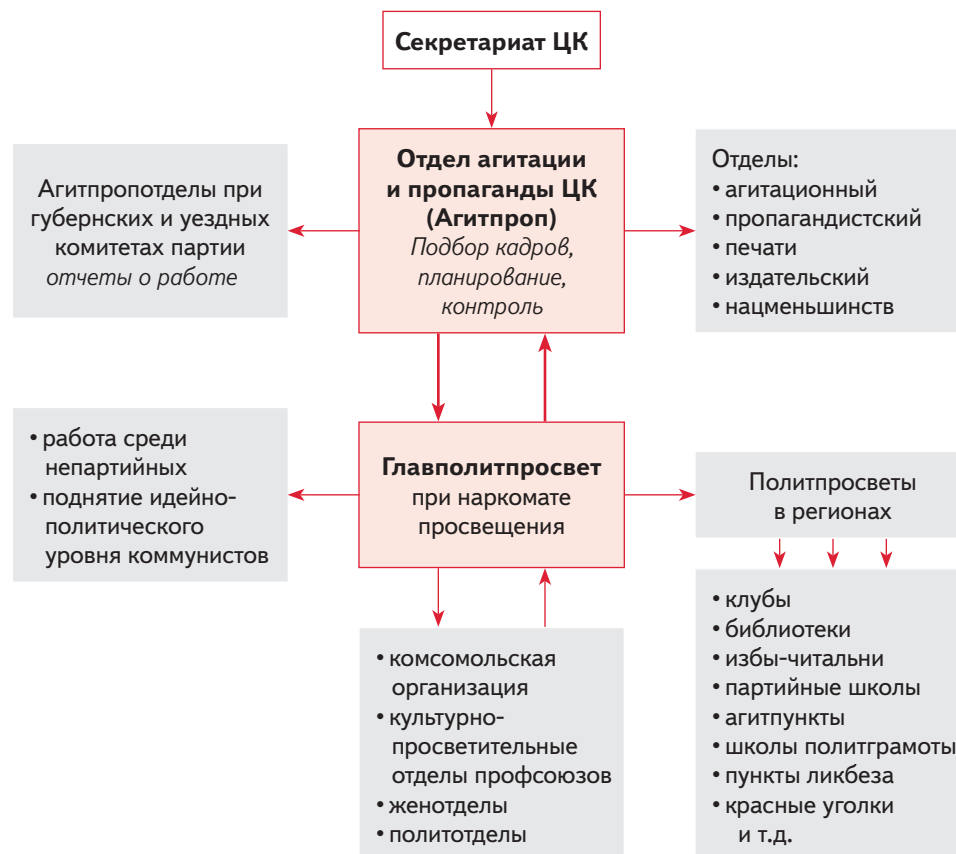 Секретариат ЦК
Агитпропотделы при
губернских и уездных
комитетах партии
отчеты о работе
Отдел агитации
и пропаганды ЦК
(Агитпроп)
Подбор кадров,
планирование,
контроль
Отделы:
• агитационный
• пропагандистский
• печати
• издательский
• нацменьшинств
• работа среди
непартийных
• поднятие идейно-
политического
уровня коммунистов
Главполитпросвет
при наркомате
просвещения
Политпросветы
в регионах
• комсомольская
организация
• культурно-
просветительные
отделы профсоюзов
• женотделы
• политотделы
• клубы
• библиотеки
• избы-читальни
• партийные школы
• агитпункты
• школы политграмоты
• пункты ликбеза
• красные уголки
и т.д.